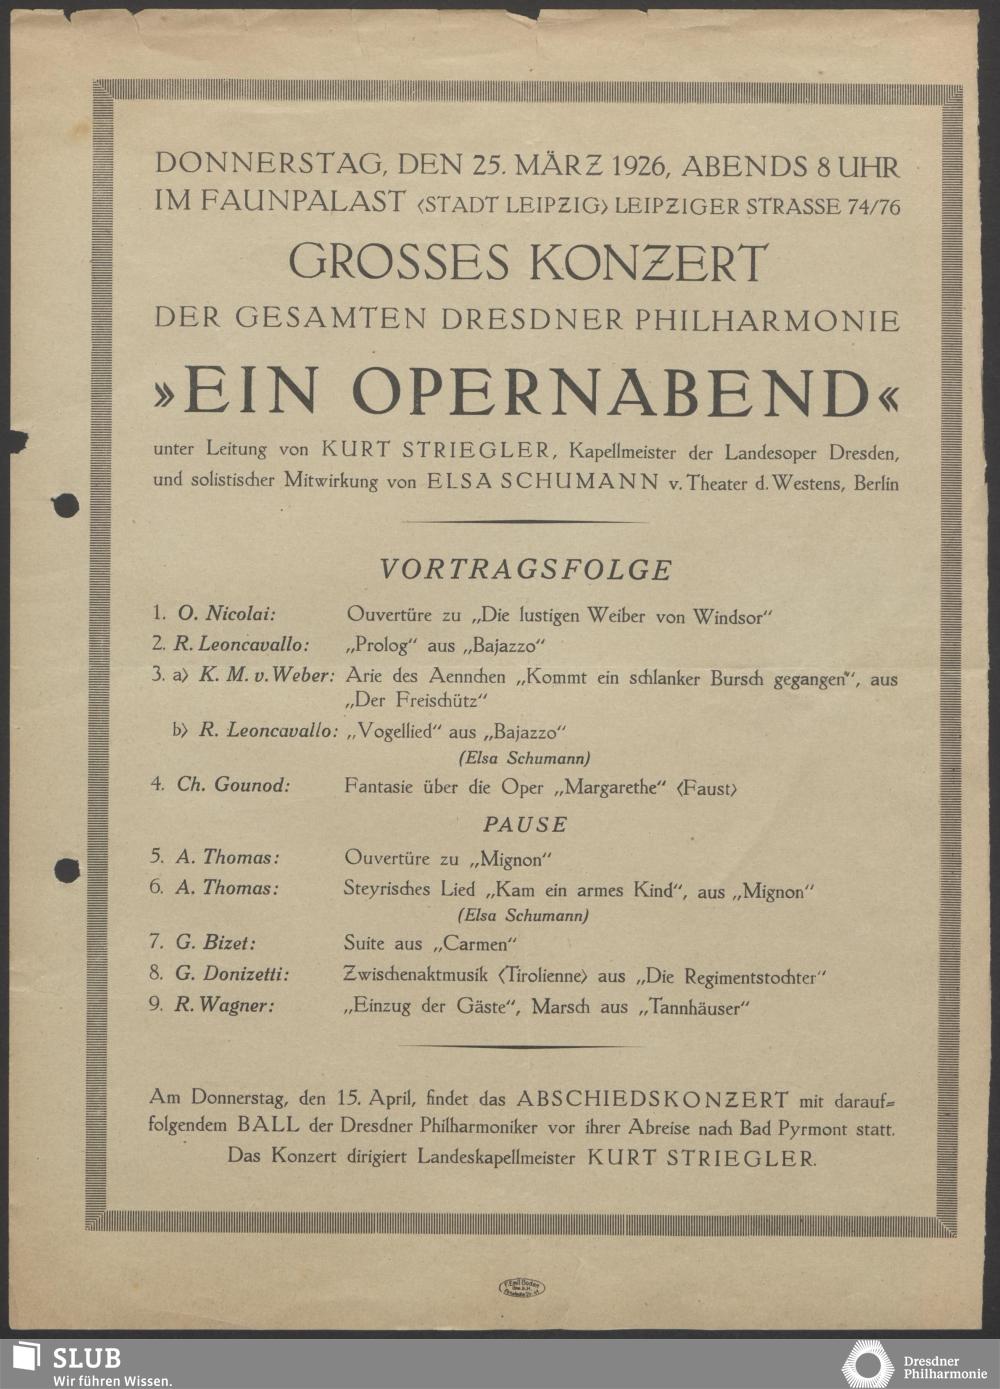 DONNERSTAG, DEN 25. MÄRZ 1926, ABENDS 8 UHR
IM FAUNPALAST ‹STADT LEIPZIG› LEIPZIGER STRASSE 74/76
GROSSES KONZERT
DER GESAMTEN DRESDNER PHILHARMONIE
»EIN OPERNABEND«
unter Leitung von KURT STRIEGLER, Kapellmeister der Landesoper Dresden,
und solistischer Mitwirkung von ELSA SCHUMANN v. Theater d. Westens, Berlin
VORTRAGSFOLGE
1. O. Nicolai: Ouvertüre zu „Die lustigen Weiber von Windsor“
2. R. Leoncavallo: „Prolog“ aus „Bajazzo“
3. a› K. M. v. Weber: Arie des Aennchen „Kommt ein schlanker Bursch gegangen“, aus
„Der Freischütz“
b› R. Leoncavallo: „Vogellied“ aus „Bajazzo“
(Elsa Schumann)
4. Ch. Gounod: Fantasie über die Oper „Margarethe“ ‹Faust›
PAUSE
5. A. Thomas: Ouvertüre zu „Mignon“
6. A. Thomas: Steyrisches Lied „Kam ein armes Kind“, aus „Mignon“
(Elsa Schumann)
7. G. Bizet: Suite aus „Carmen“
8. G. Donizetti: Zwischenaktmusik ‹Tirolienne› aus „Die Regimentstochter“
9. R. Wagner: „Einzug der Gäste“, Marsch aus „Tannhäuser“
Am Donnerstag, den 15. April, findet das ABSCHIEDSKONZERT mit darauf=
folgendem BALL der Dresdner Philharmoniker vor ihrer Abreise nach Bad Pyrmont statt.
Das Konzert dirigiert Landeskapellmeister KURT STRIEGLER.
SLUB
Wir führen Wissen.
Dresdner
Philharmonie